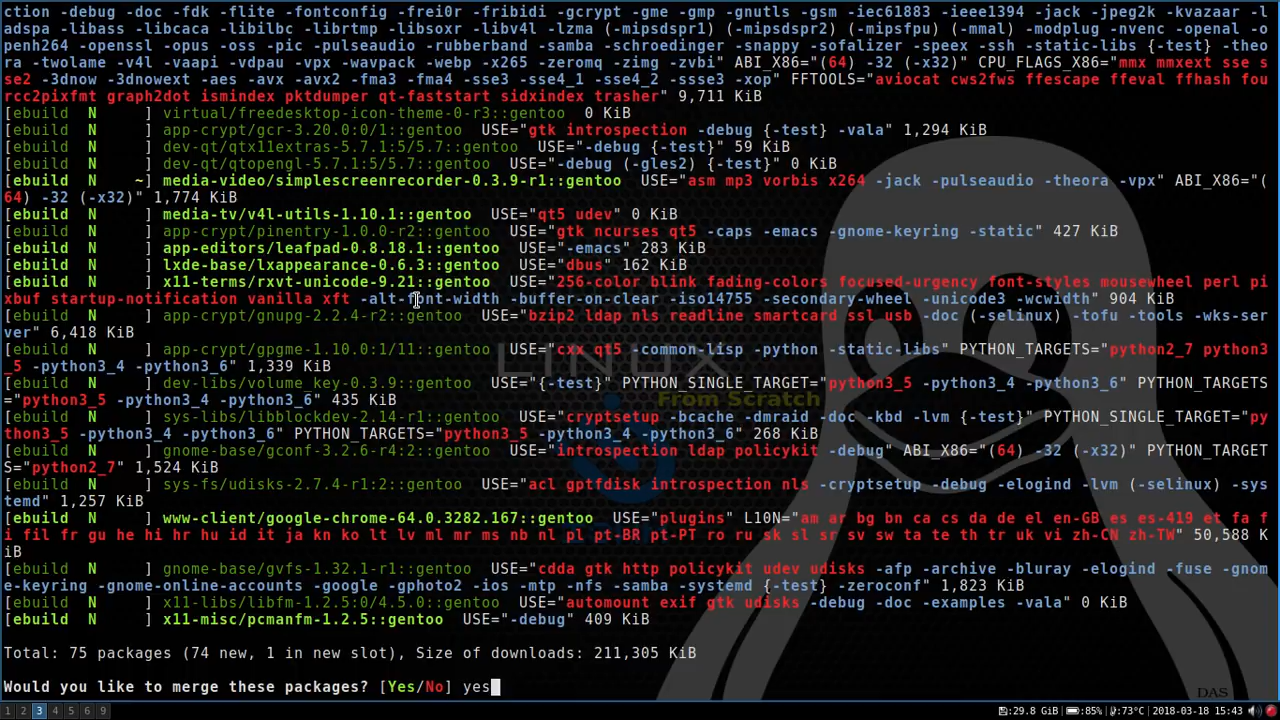 ction -debug -doc -fdk -flite -fontconfig -frei0r -fribidi -gcrypt -gme -gmp -gnutls -gsm -iec61883 -ieee1394 -jack -jpeg2k -kvazaar -l
adspa -libass -libcaca -libilbc -librtmp -libsoxr -libv4l -lzma (-mipsdspr1) (-mipsdspr2) (-mipsfpu) (-mmal) -modplug -nvenc -openal -o
penh264 -openssl -opus -oss -pic -pulseaudio -rubberband -samba -schroedinger -snappy -sofalizer -speex -ssh -static-libs {-test} -theo
ra -twolame -v4l -vaapi -vdpau -vpx -wavpack -webp -x265 -zeromq -zimg -zvbi" ABI_X86="(64) -32 (-x32)" CPU_FLAGS_X86="mmx mmxext sse s
se2 -3dnow -3dnowext -aes -avx -avx2 -fma3 -fma4 -sse3 -sse4_1 -sse4_2 -ssse3 -xop" FFTOOLS="aviocat cws2fws ffescape ffeval ffhash fou
rcc2pixfmt graph2dot ismindex pktdumper qt-faststart sidxindex trasher" 9,711 KiB
[ebuild  N     ] virtual/freedesktop-icon-theme-0-r3::gentoo  0 KiB
[ebuild  N     ] app-crypt/gcr-3.20.0:0/1::gentoo  USE="gtk introspection -debug {-test} -vala" 1,294 KiB
[ebuild  N     ] dev-qt/qtx11extras-5.7.1:5/5.7::gentoo  USE="-debug {-test}" 59 KiB
[ebuild  N     ] dev-qt/qtopengl-5.7.1:5/5.7::gentoo  USE="-debug (-gles2) {-test}" 0 KiB
[ebuild  N    ~] media-video/simplescreenrecorder-0.3.9-r1::gentoo  USE="asm mp3 vorbis x264 -jack -pulseaudio -theora -vpx" ABI_X86="(
64) -32 (-x32)" 1,774 KiB
[ebuild  N     ] media-tv/v4l-utils-1.10.1::gentoo  USE="qt5 udev" 0 KiB
[ebuild  N     ] app-crypt/pinentry-1.0.0-r2::gentoo  USE="gtk ncurses qt5 -caps -emacs -gnome-keyring -static" 427 KiB
[ebuild  N     ] app-editors/leafpad-0.8.18.1::gentoo  USE="-emacs" 283 KiB
[ebuild  N     ] lxde-base/lxappearance-0.6.3::gentoo  USE="dbus" 162 KiB
[ebuild  N     ] x11-terms/rxvt-unicode-9.21::gentoo  USE="256-color blink fading-colors focused-urgency font-styles mousewheel perl pi
xbuf startup-notification vanilla xft -alt-font-width -buffer-on-clear -iso14755 -secondary-wheel -unicode3 -wcwidth" 904 KiB
[ebuild  N     ] app-crypt/gnupg-2.2.4-r2::gentoo  USE="bzip2 ldap nls readline smartcard ssl usb -doc (-selinux) -tofu -tools -wks-ser
ver" 6,418 KiB
[ebuild  N     ] app-crypt/gpgme-1.10.0:1/11::gentoo  USE="cxx qt5 -common-lisp -python -static-libs" PYTHON_TARGETS="python2_7 python3
_5 -python3_4 -python3_6" 1,339 KiB
[ebuild  N     ] dev-libs/volume_key-0.3.9::gentoo  USE="{-test}" PYTHON_SINGLE_TARGET="python3_5 -python3_4 -python3_6" PYTHON_TARGETS
="python3_5 -python3_4 -python3_6" 435 KiB
[ebuild  N     ] sys-libs/libblockdev-2.14-r1::gentoo  USE="cryptsetup -bcache -dmraid -doc -kbd -lvm {-test}" PYTHON_SINGLE_TARGET="py
thon3_5 -python3_4 -python3_6" PYTHON_TARGETS="python3_5 -python3_4 -python3_6" 268 KiB
[ebuild  N     ] gnome-base/gconf-3.2.6-r4:2::gentoo  USE="introspection ldap policykit -debug" ABI_X86="(64) -32 (-x32)" PYTHON_TARGET
S="python2_7" 1,524 KiB
[ebuild  N     ] sys-fs/udisks-2.7.4-r1:2::gentoo  USE="acl gptfdisk introspection nls -cryptsetup -debug -elogind -lvm (-selinux) -sys
temd" 1,257 KiB
[ebuild  N     ] www-client/google-chrome-64.0.3282.167::gentoo  USE="plugins" L10N="am ar bg bn ca cs da de el en-GB es es-419 et fa f
i fil fr gu he hi hr hu id it ja kn ko lt lv ml mr ms nb nl pl pt-BR pt-PT ro ru sk sl sr sv sw ta te th tr uk vi zh-CN zh-TW" 50,588 K
iB
[ebuild  N     ] gnome-base/gvfs-1.32.1-r1::gentoo  USE="cdda gtk http policykit udev udisks -afp -archive -bluray -elogind -fuse -gnom
e-keyring -gnome-online-accounts -google -gphoto2 -ios -mtp -nfs -samba -systemd {-test} -zeroconf" 1,823 KiB
[ebuild  N     ] x11-libs/libfm-1.2.5:0/4.5.0::gentoo  USE="automount exif gtk udisks -debug -doc -examples -vala" 0 KiB
[ebuild  N     ] x11-misc/pcmanfm-1.2.5::gentoo  USE="-debug" 409 KiB
Total: 75 packages (74 new, 1 in new slot), Size of downloads: 211,305 KiB
Would you like to merge these packages? [Yes/No] yes
LINUX
From Scratch
DAS
1 2 3 4 5 6 9
:29.8 GiB :85% :73°C 2018-03-18 15:43